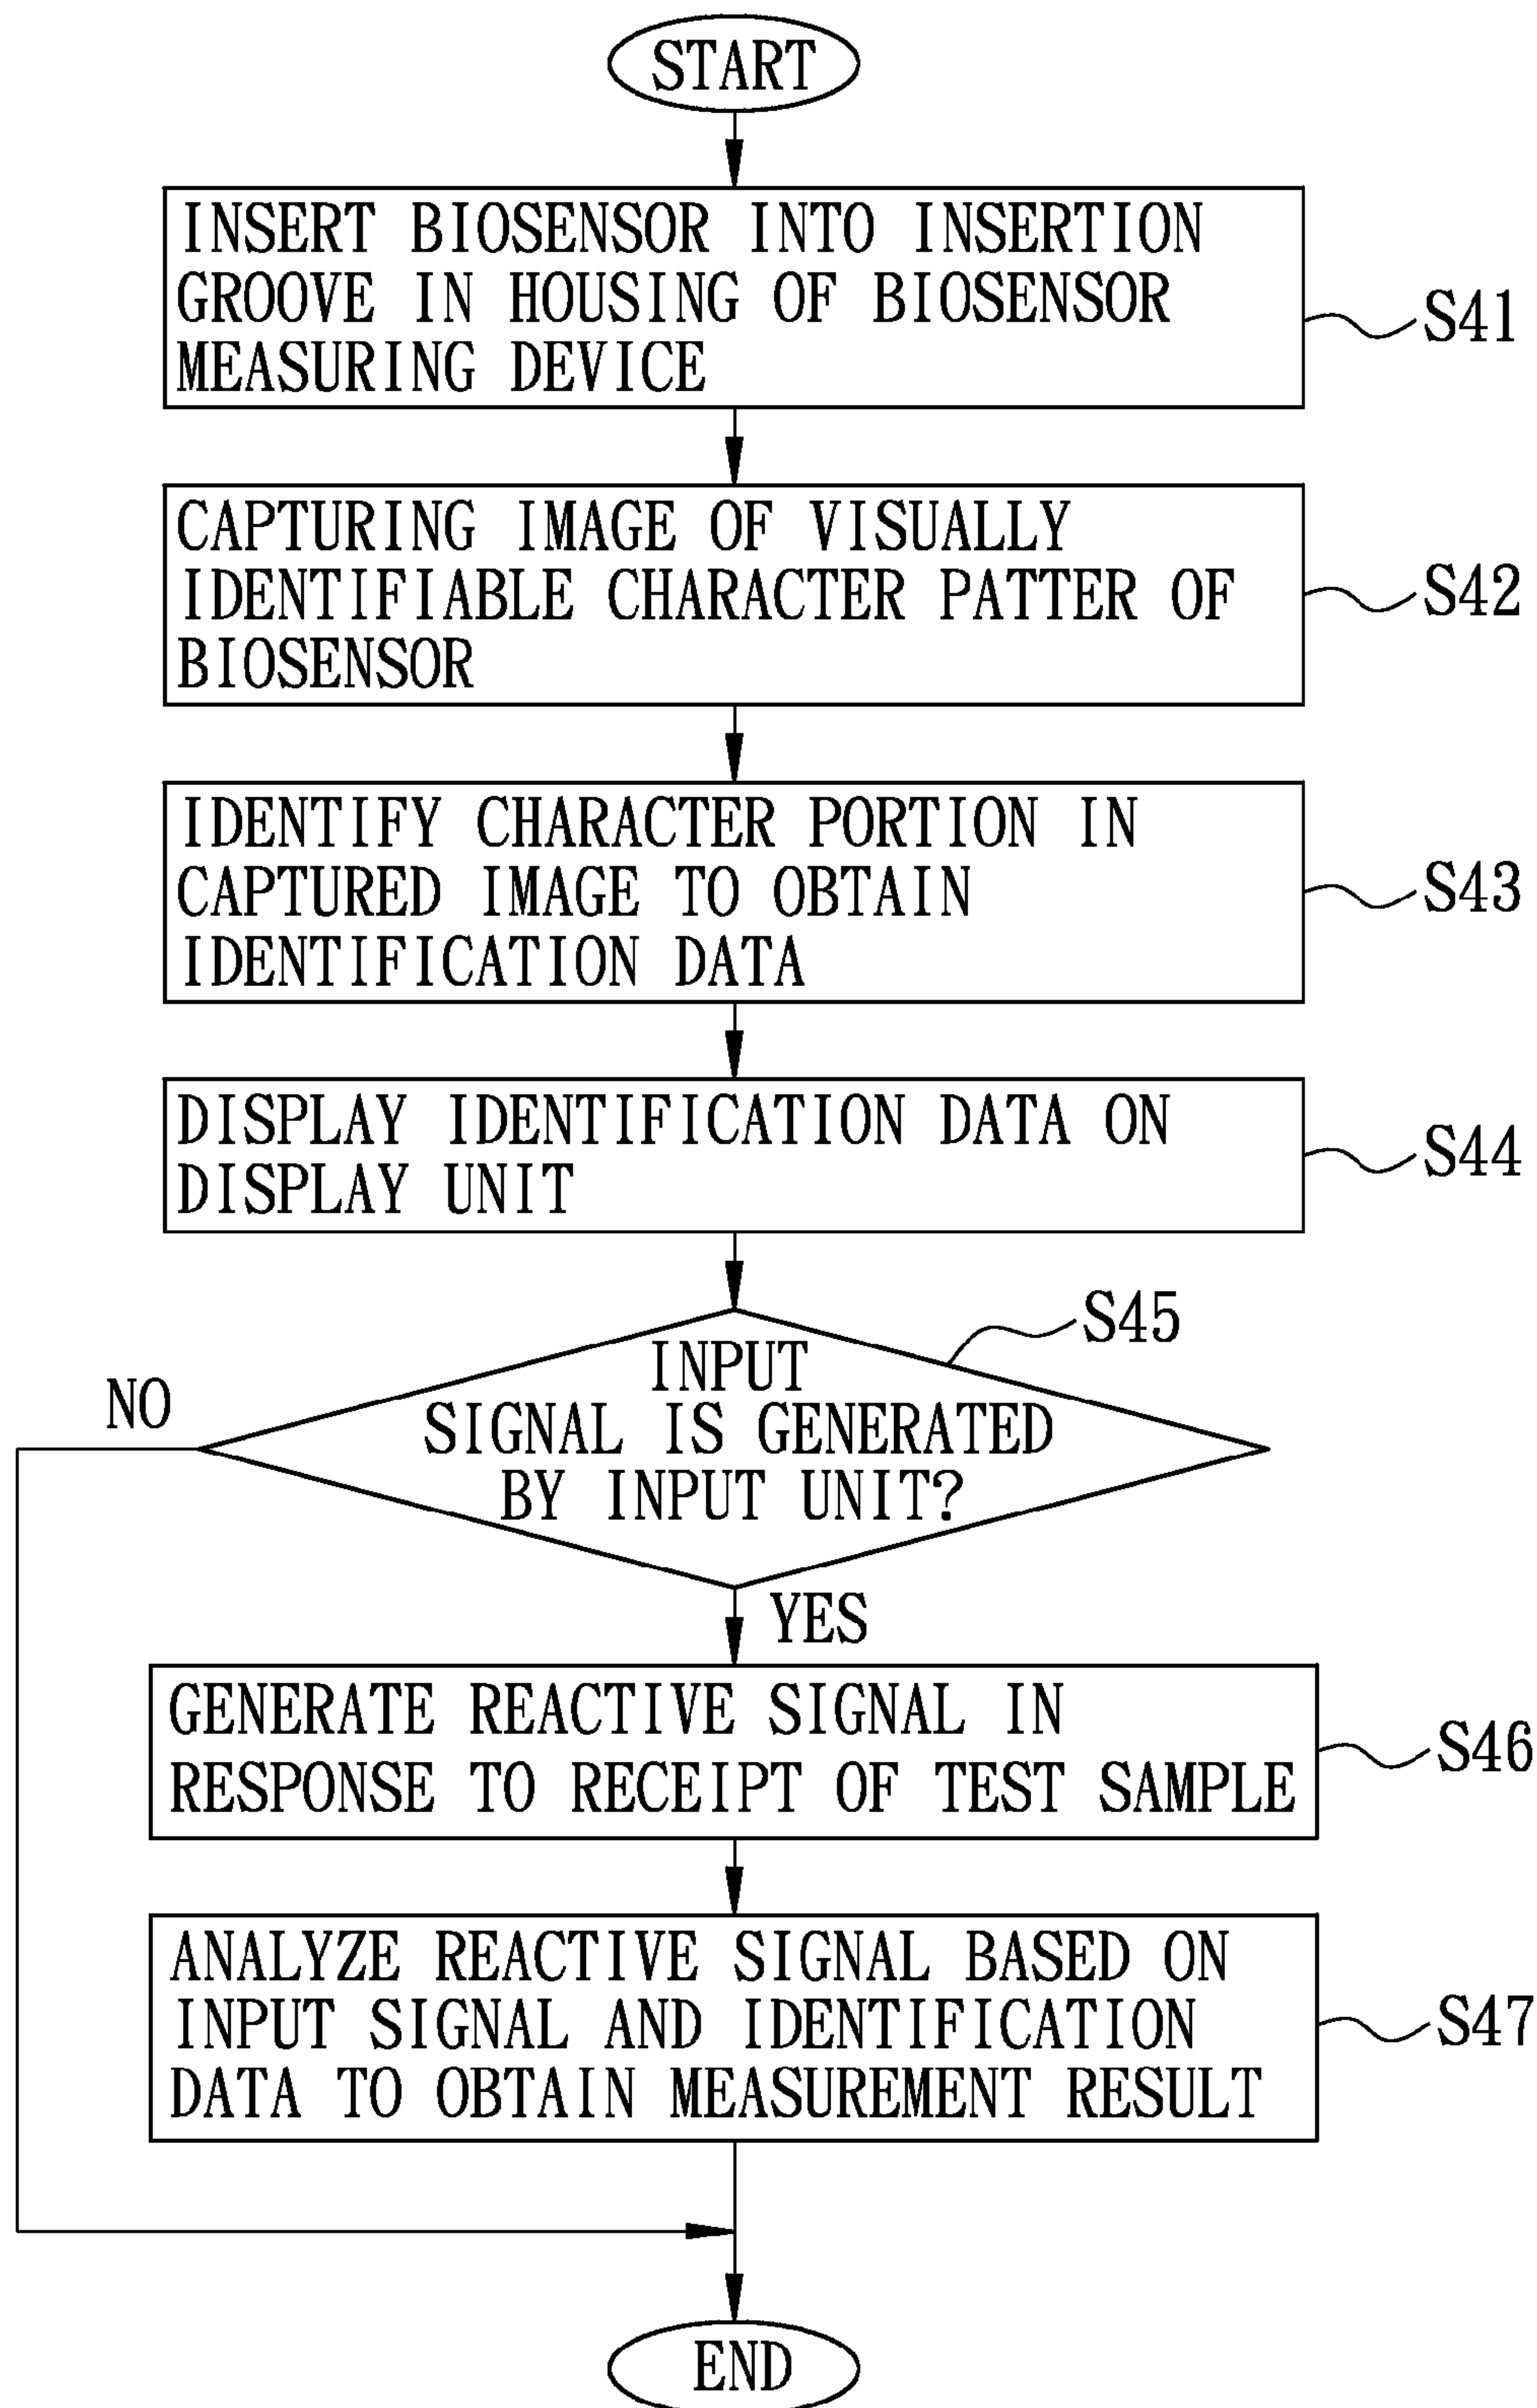 START
INSERT BIOSENSOR INTO INSERTION
GROOVE IN HOUSING OF BIOSENSOR
MEASURING DEVICE
S41
CAPTURING IMAGE OF VISUALLY
IDENTIFIABLE CHARACTER PATTER OF
BIOSENSOR
S42
IDENTIFY CHARACTER PORTION IN
CAPTURED IMAGE TO OBTAIN
IDENTIFICATION DATA
S43
DISPLAY IDENTIFICATION DATA ON
DISPLAY UNIT
S44
S45
INPUT
SIGNAL IS GENERATED
BY INPUT UNIT?
NO
YES
GENERATE REACTIVE SIGNAL IN
RESPONSE TO RECEIPT OF TEST SAMPLE
S46
ANALYZE REACTIVE SIGNAL BASED ON
INPUT SIGNAL AND IDENTIFICATION
DATA TO OBTAIN MEASUREMENT RESULT
S47
END